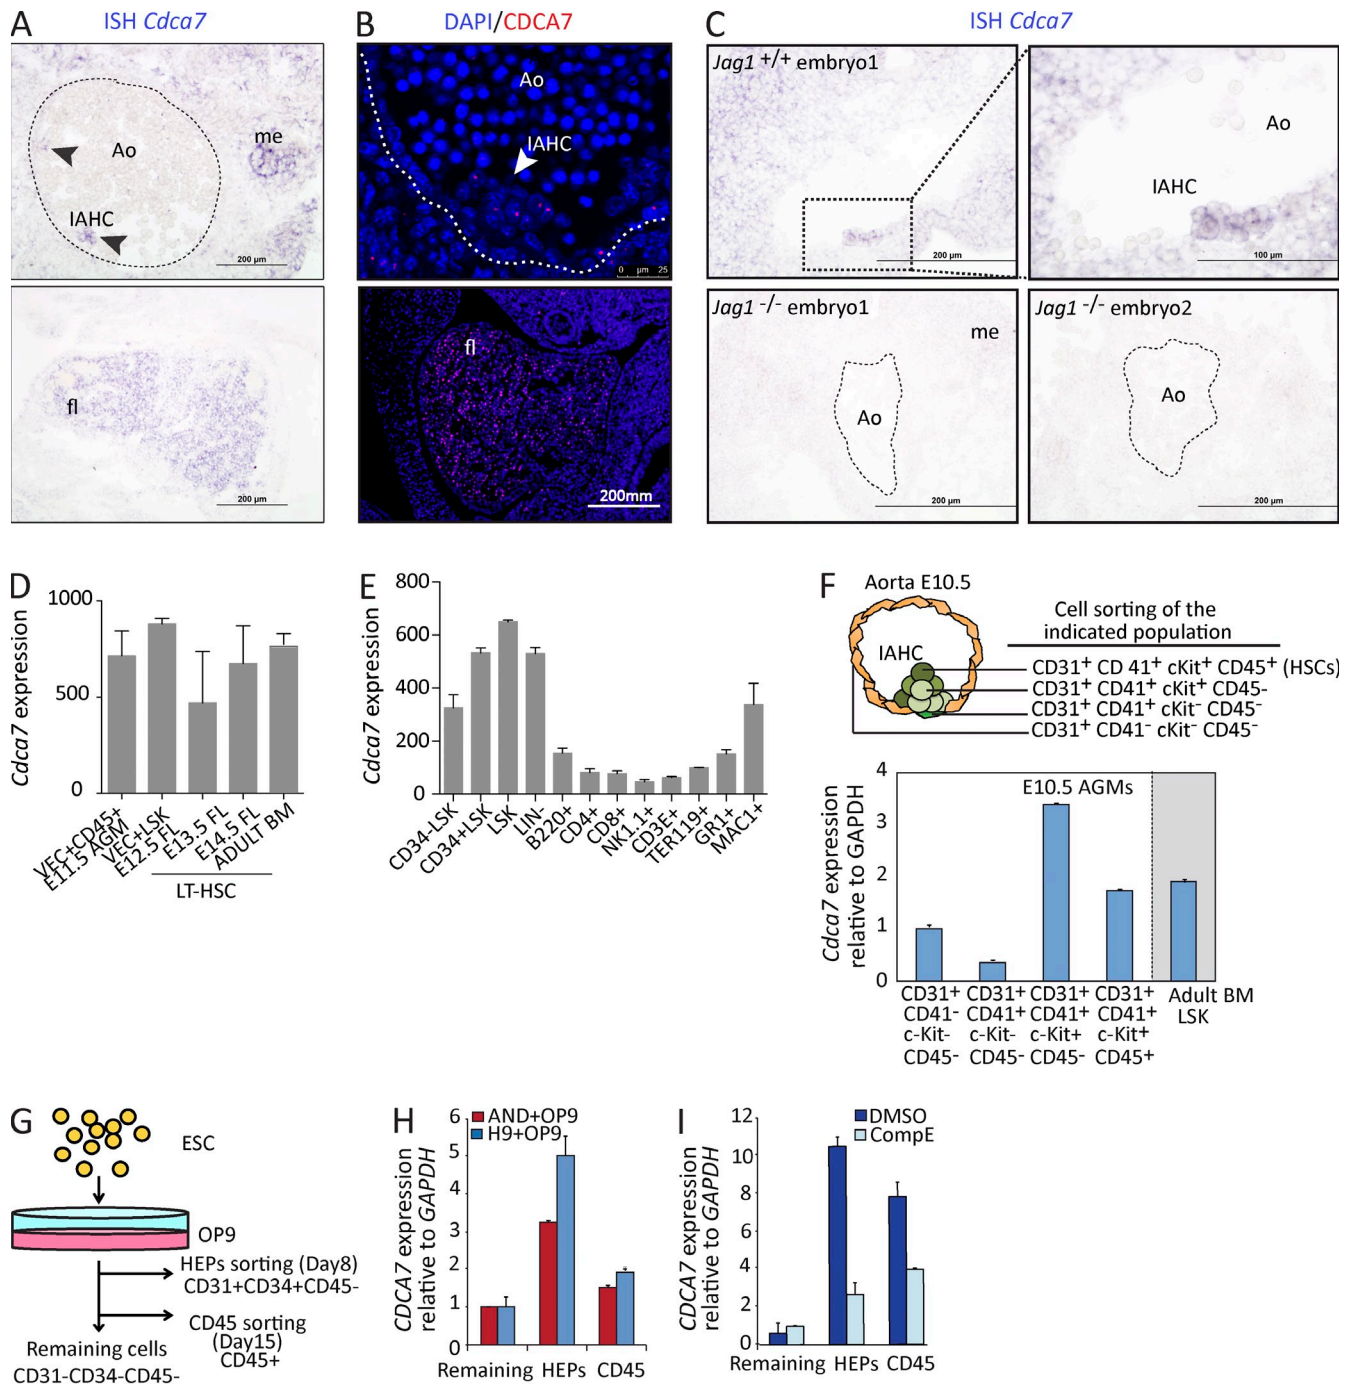 A
ISH Cdca7
Ao
me
IAHC
200 µm
fl
200 µm
B
DAPI/CDCA7
Ao
IAHC
0 µm 25
fl
200mm
C
ISH Cdca7
Jag1 +/+ embryo1
200 µm
Ao
IAHC
100 µm
Jag1 -/- embryo1
me
Ao
200 µm
Jag1 -/- embryo2
Ao
200 µm
D
Cdca7 expression
1000
500
0
VEC+CD45+
E11.5 AGM
VEC+LSK
E12.5 FL
E13.5 FL
E14.5 FL
ADULT BM
LT-HSC
E
Cdca7 expression
800
600
400
200
0
CD34-LSK
CD34+LSK
LSK
LIN-
B220+
CD4+
CD8+
NK1.1+
CD3E+
TER119+
GR1+
MAC1+
F
Aorta E10.5
IAHC
Cell sorting of the
indicated population
CD31+ CD 41+ cKit+ CD45+ (HSCs)
CD31+ CD41+ cKit+ CD45-
CD31+ CD41+ cKit- CD45-
CD31+ CD41- cKit- CD45-
Cdca7 expression
relative to GAPDH
4
3
2
1
0
E10.5 AGMs
CD31+ CD31+ CD31+ CD31+ Adult BM
CD41- CD41+ CD41+ CD41+ LSK
c-Kit- c-Kit- c-Kit+ c-Kit+
CD45- CD45- CD45- CD45+
G
ESC
OP9
HEPs sorting (Day8)
CD31+CD34+CD45-
CD45 sorting
(Day15)
CD45+
Remaining cells
CD31-CD34-CD45-
H
AND+OP9
H9+OP9
CDCA7 expression
relative to GAPDH
6
5
4
3
2
1
0
Remaining HEPs CD45
I
DMSO
CompE
CDCA7 expression
relative to GAPDH
12
10
8
6
4
2
0
Remaining HEPs CD45